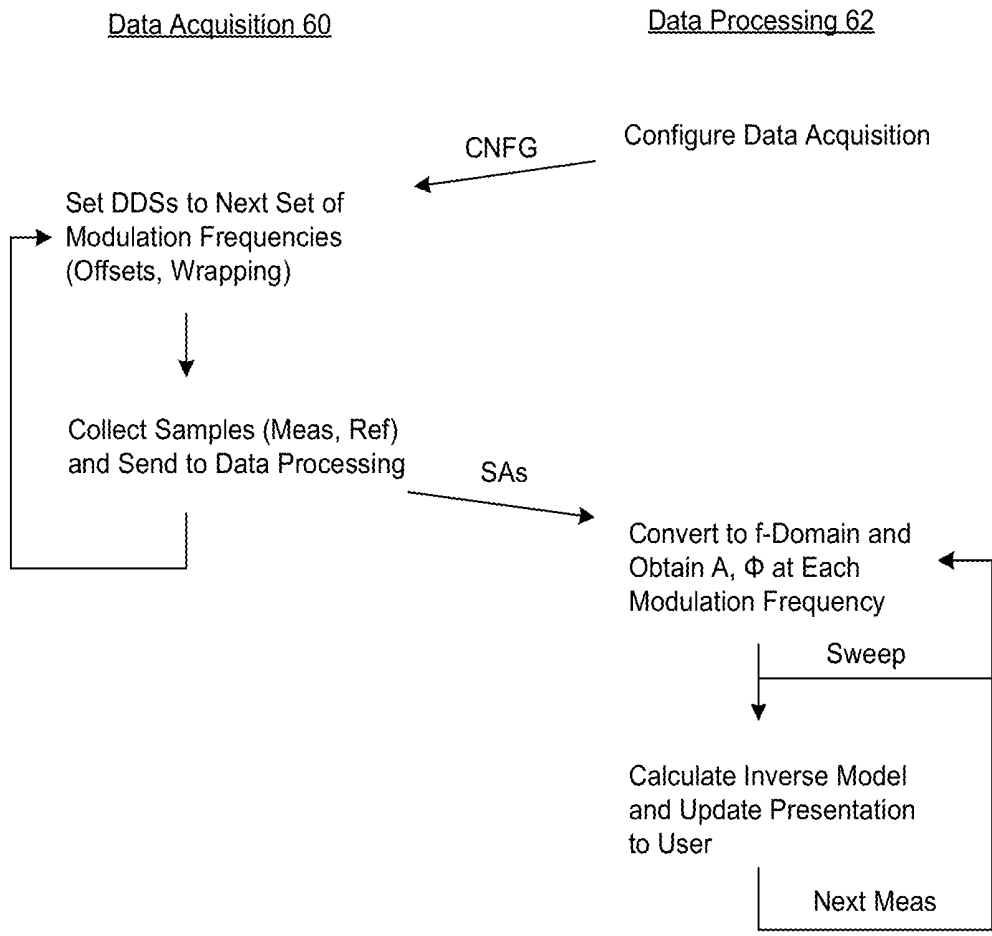 Data Acquisition 60
Data Processing 62
Configure Data Acquisition
CNFG
Set DDSs to Next Set of
Modulation Frequencies
(Offsets, Wrapping)
Collect Samples (Meas, Ref)
and Send to Data Processing
SAs
Convert to f-Domain and
Obtain A, Φ at Each
Modulation Frequency
Sweep
Calculate Inverse Model
and Update Presentation
to User
Next Meas